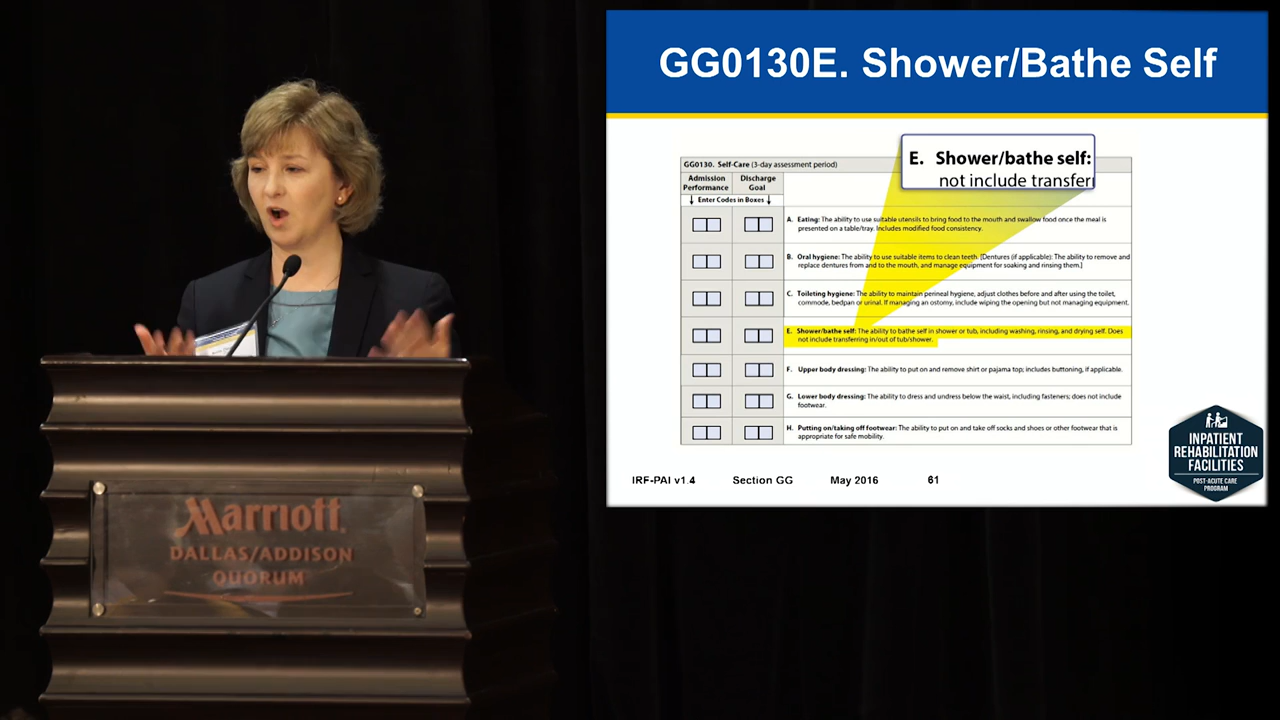 GG0130E. Shower/Bathe Self
E. Shower/bathe self:
not include transfer
GG0130. Self-Care (3-day assessment period)
Admission Performance
Discharge Goal
↓ Enter Codes in Boxes ↓
A. Eating: The ability to use suitable utensils to bring food to the mouth and swallow food once the meal is
presented on a table/tray. Includes modified food consistency.
B. Oral hygiene: The ability to use suitable items to clean teeth. [Dentures (if applicable): The ability to remove and
replace dentures from and to the mouth, and manage equipment for soaking and rinsing them.]
C. Toileting hygiene: The ability to maintain perineal hygiene, adjust clothes before and after using the toilet,
commode, bedpan or urinal. If managing an ostomy, include wiping the opening but not managing equipment.
E. Shower/bathe self: The ability to bathe self in shower or tub, including washing, rinsing, and drying self. Does
not include transferring in/out of tub/shower.
F. Upper body dressing: The ability to put on and remove shirt or pajama top; includes buttoning, if applicable.
G. Lower body dressing: The ability to dress and undress below the waist, including fasteners; does not include
footwear.
H. Putting on/taking off footwear: The ability to put on and take off socks and shoes or other footwear that is
appropriate for safe mobility.
IRF-PAI v1.4 Section GG May 2016 61
INPATIENT
REHABILITATION
FACILITIES
POST-ACUTE CARE
PROGRAM
Marriott
DALLAS/ADDISON
QUORUM